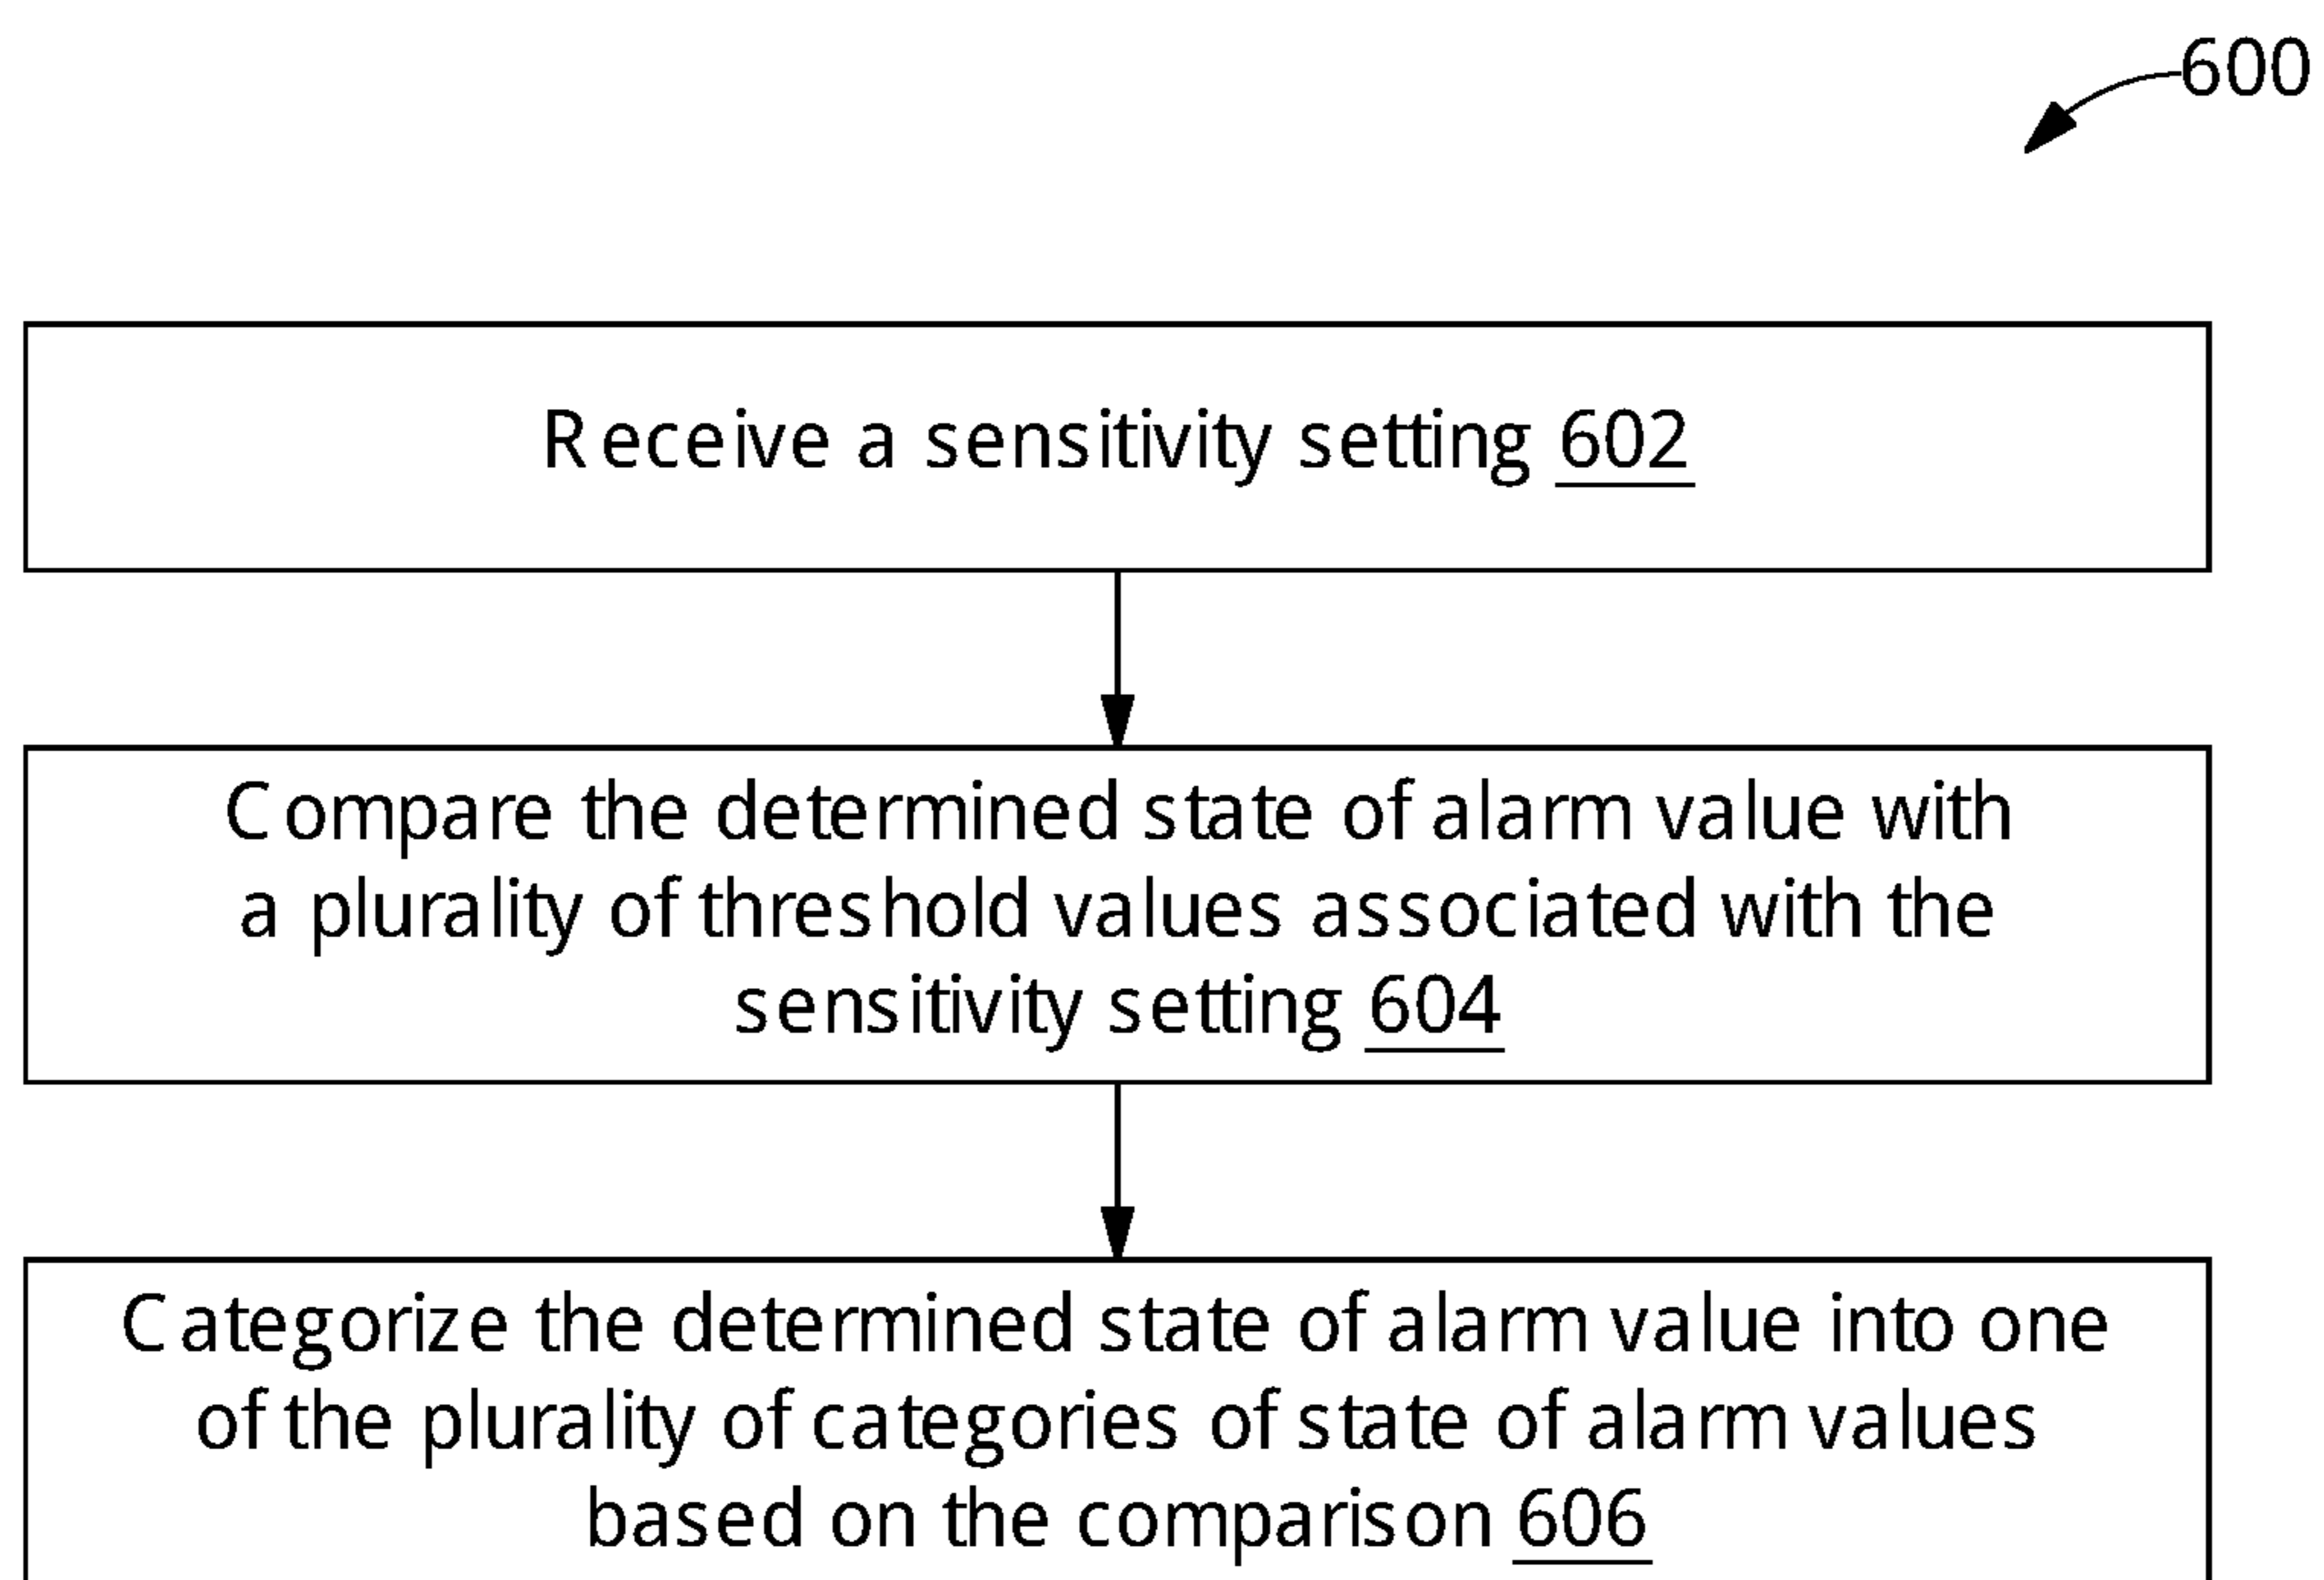 600
Receive a sensitivity setting 602
Compare the determined state of alarm value with
a plurality of threshold values associated with the
sensitivity setting 604
Categorize the determined state of alarm value into one
of the plurality of categories of state of alarm values
based on the comparison 606